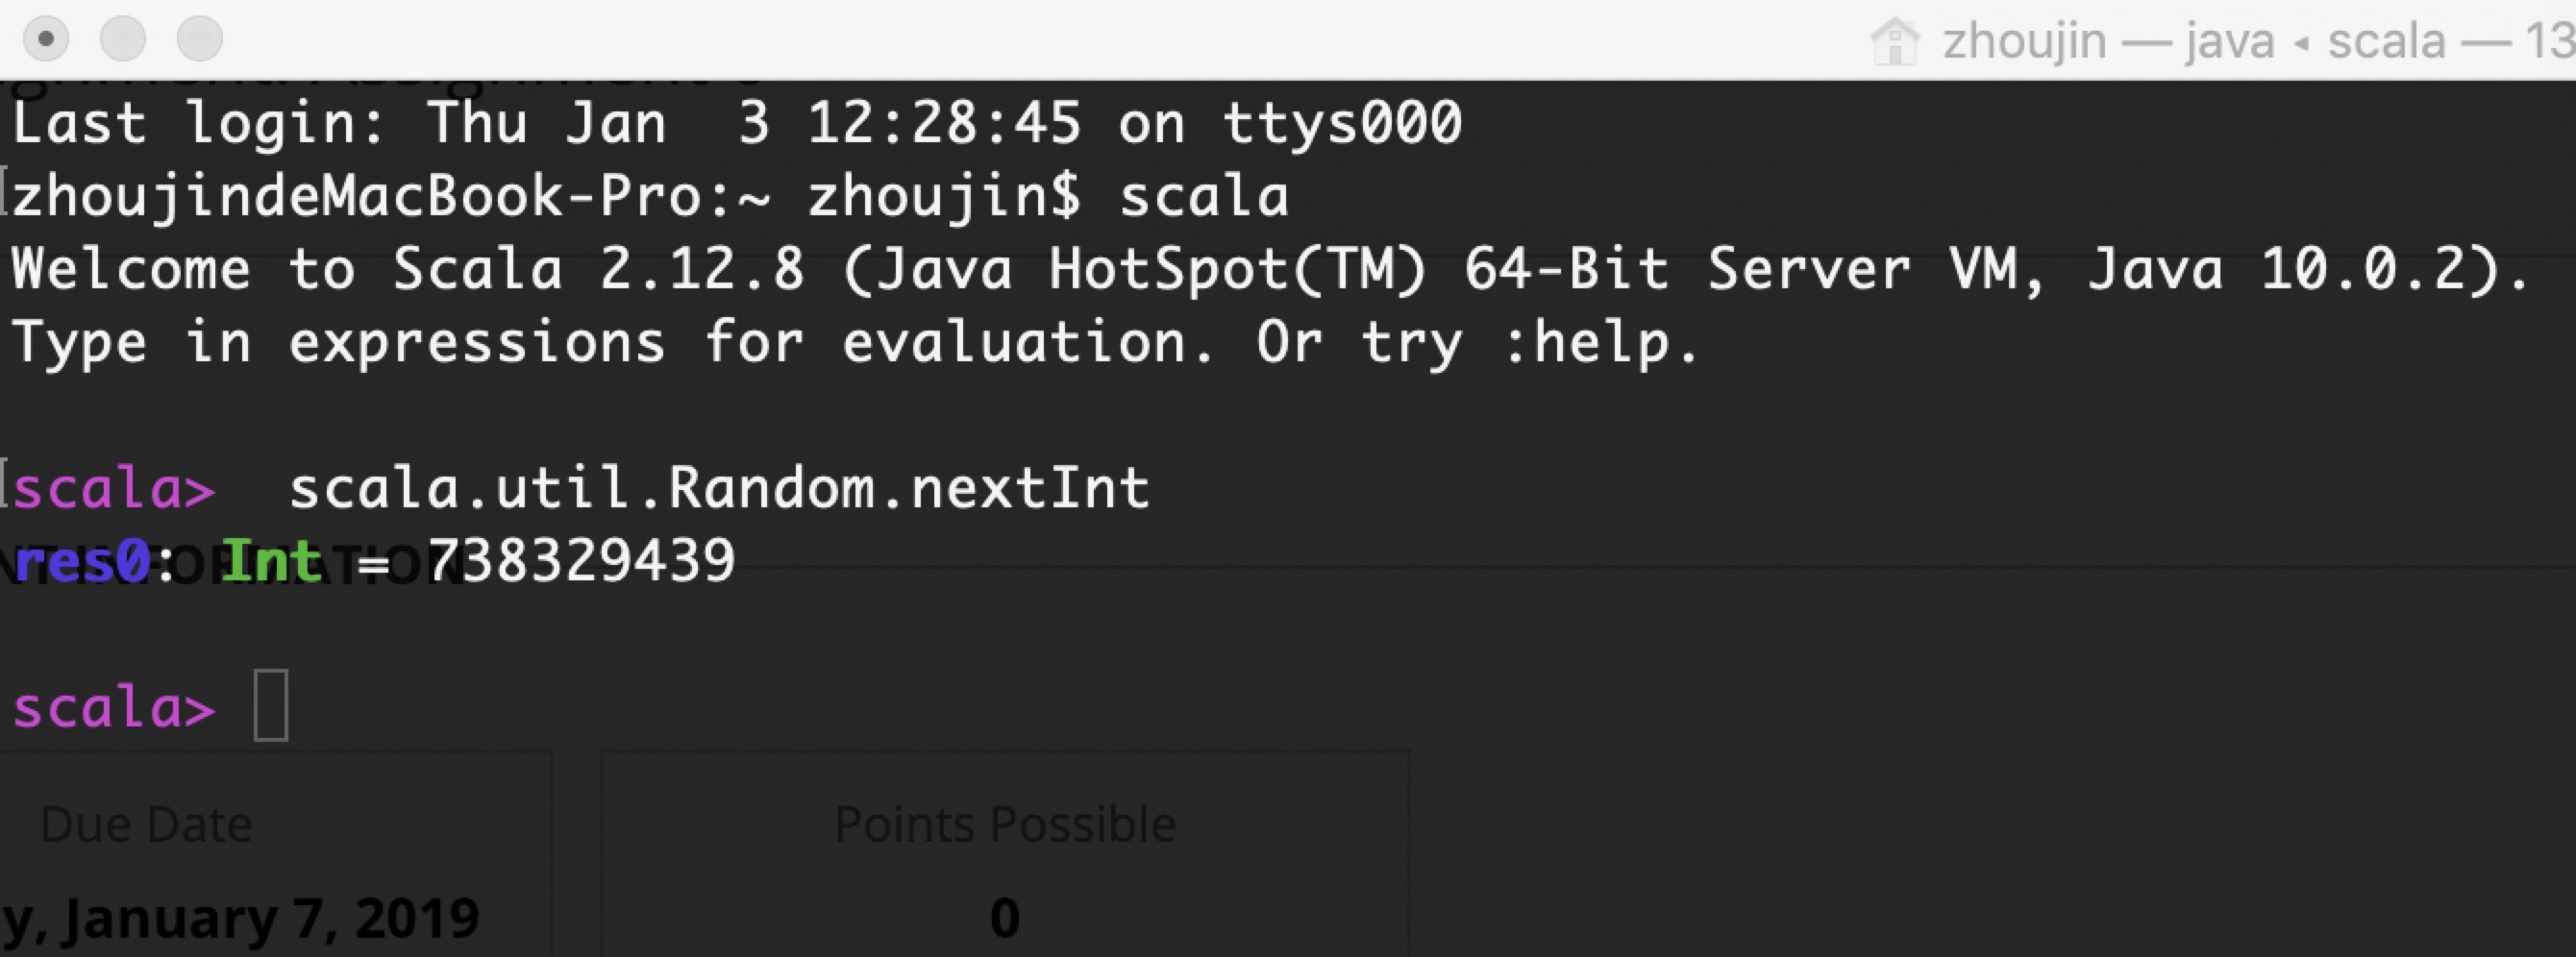 zhoujin — java ◂ scala — 13
Last login: Thu Jan  3 12:28:45 on ttys000
zhoujindeMacBook-Pro:~ zhoujin$ scala
Welcome to Scala 2.12.8 (Java HotSpot(TM) 64-Bit Server VM, Java 10.0.2).
Type in expressions for evaluation. Or try :help.
scala>  scala.util.Random.nextInt
res0: Int = 738329439
NT INFORMATION
scala>
Due Date
Points Possible
y, January 7, 2019
0